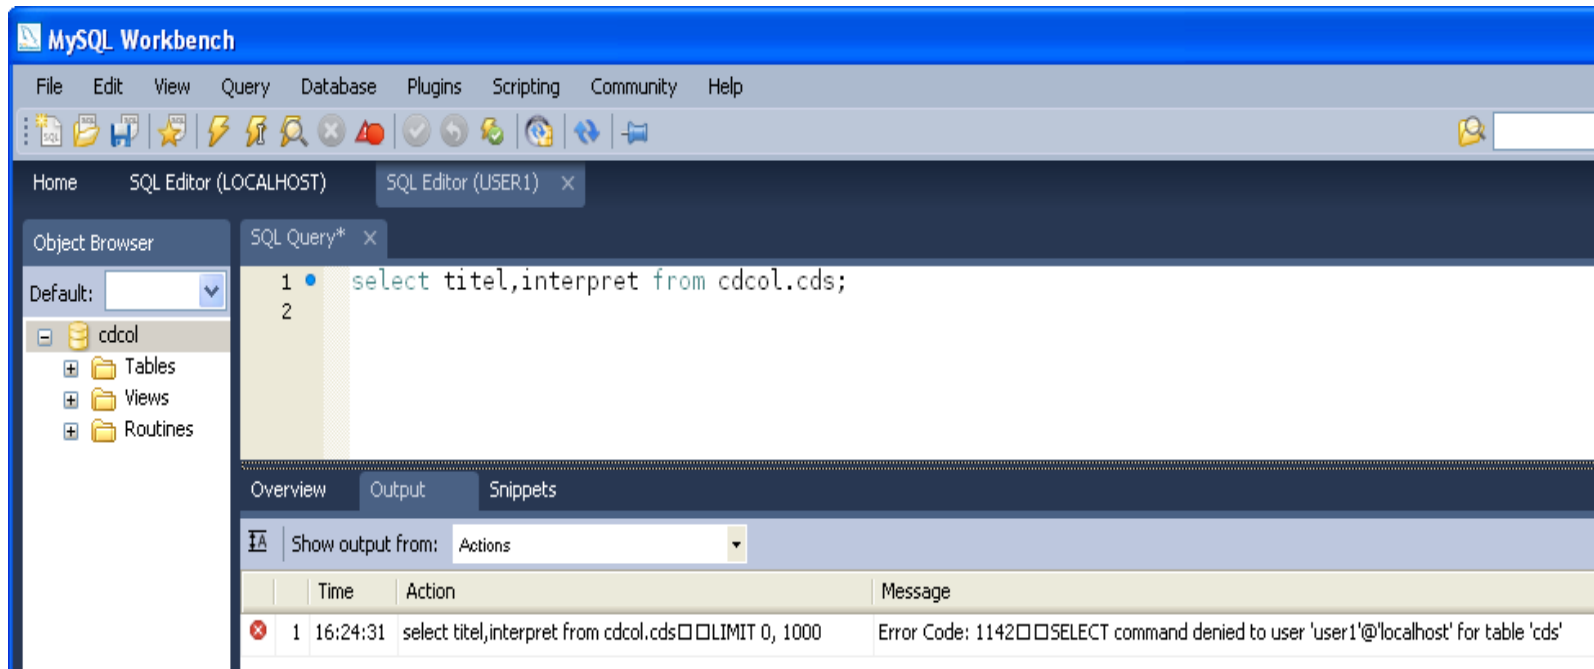 MySQL Workbench
File Edit View Query Database Plugins Scripting Community Help
Home SQL Editor (LOCALHOST) SQL Editor (USER1)
Object Browser
SQL Query*
Default:
1 select titel,interpret from cdcol.cds;
2
cdcol
Tables
Views
Routines
Overview Output Snippets
Show output from: Actions
Time Action Message
1 16:24:31 select titel,interpret from cdcol.cds□□LIMIT 0, 1000 Error Code: 1142□□SELECT command denied to user 'user1'@'localhost' for table 'cds'